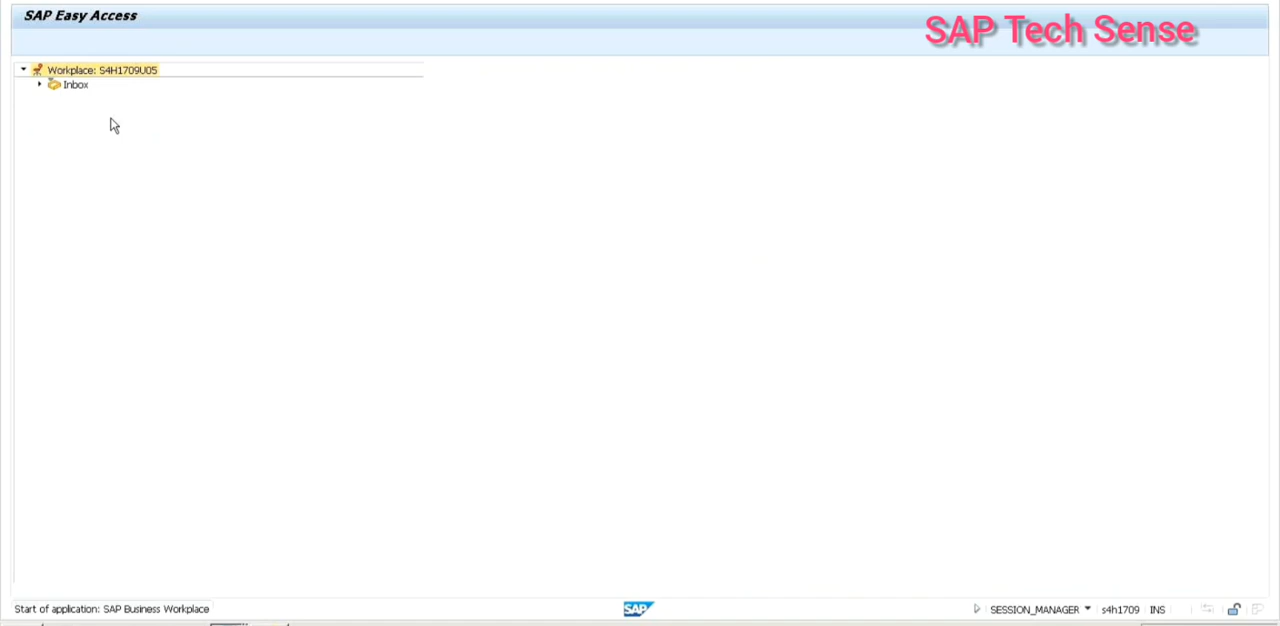 SAP Easy Access
SAP Tech Sense
Workplace: S4H1709U05
Inbox
Start of application: SAP Business Workplace
SAP
SESSION_MANAGER
s4h1709
INS